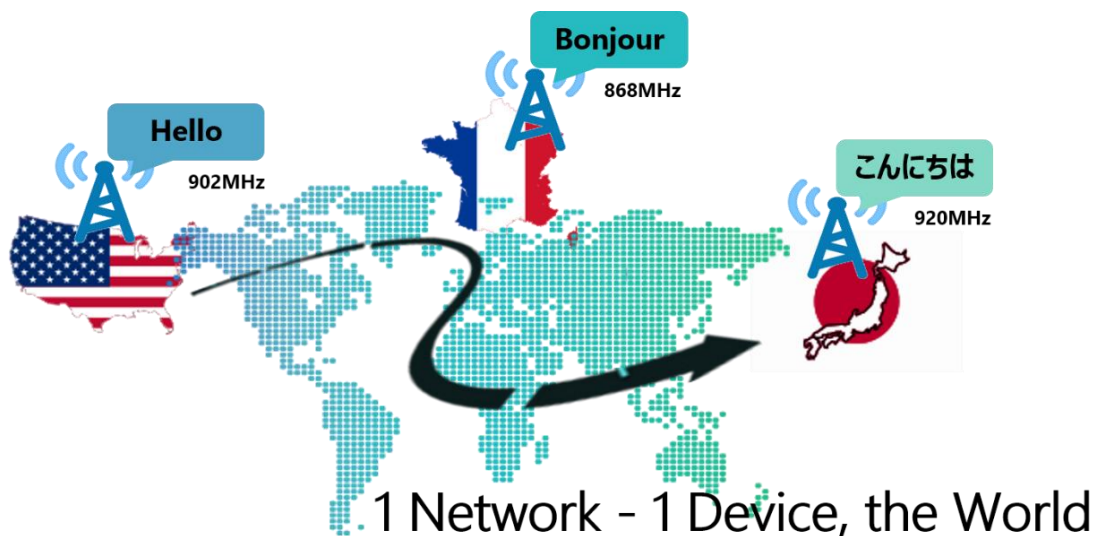 Bonjour
868MHz
Hello
902MHz
こんにちは
920MHz
1 Network - 1 Device, the World